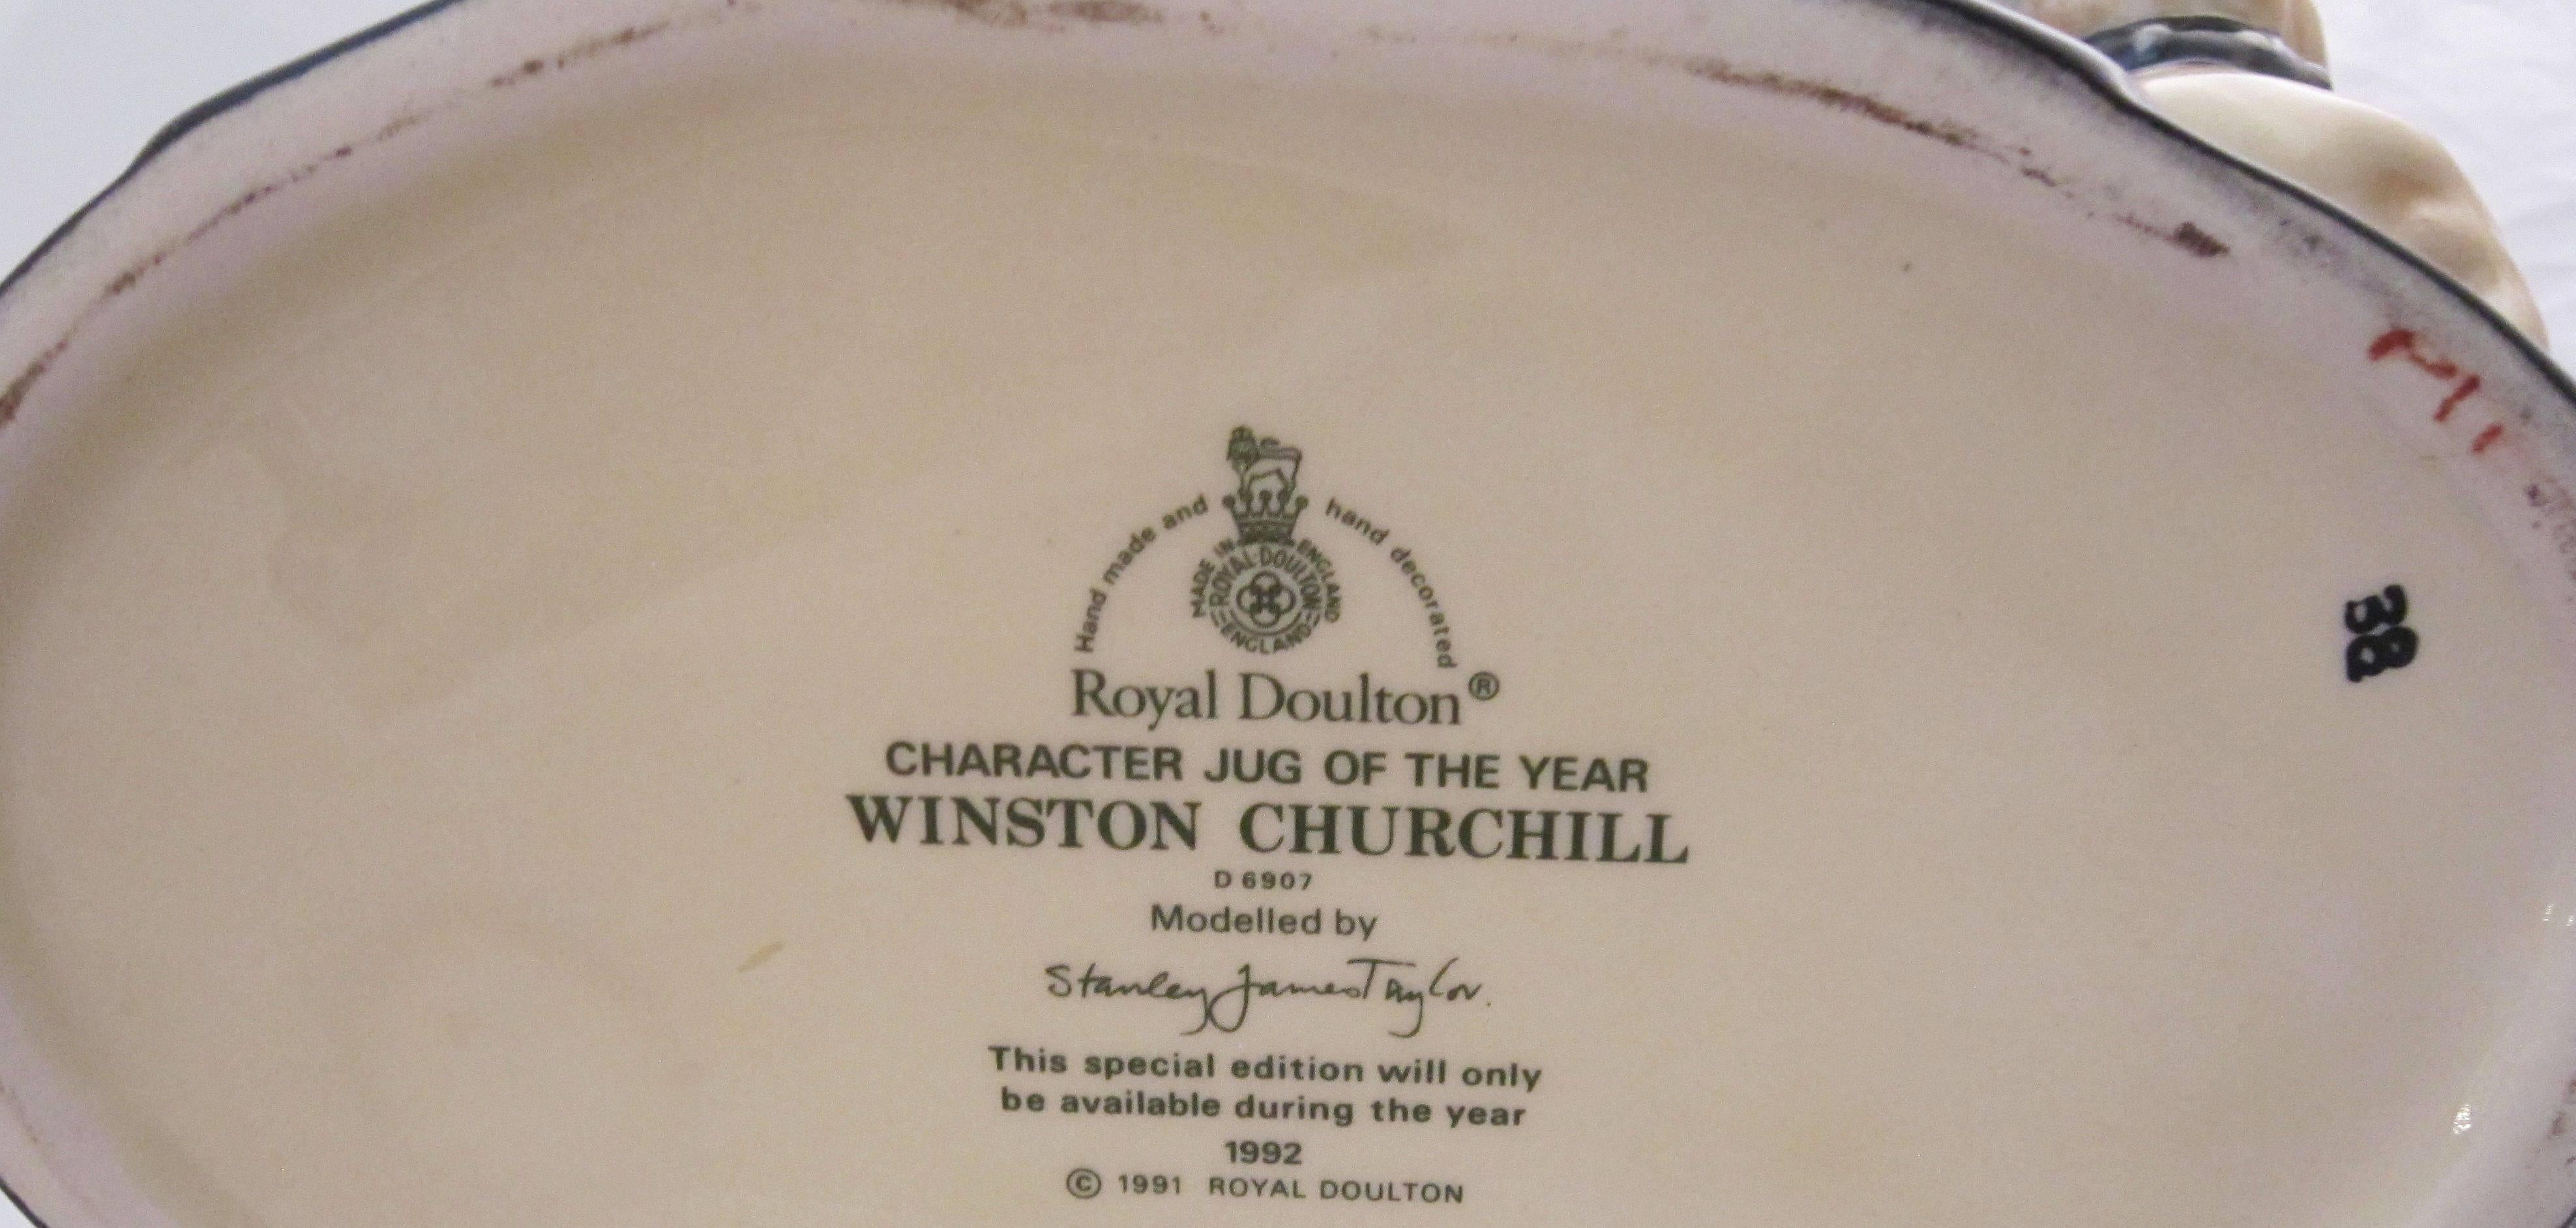 Hand made and hand decorated
MADE IN ENGLAND
ROYAL DOULTON
ENGLAND
Royal Doulton®
CHARACTER JUG OF THE YEAR
WINSTON CHURCHILL
D 6907
Modelled by
Stanley James Taylor.
This special edition will only
be available during the year
1992
© 1991 ROYAL DOULTON
38